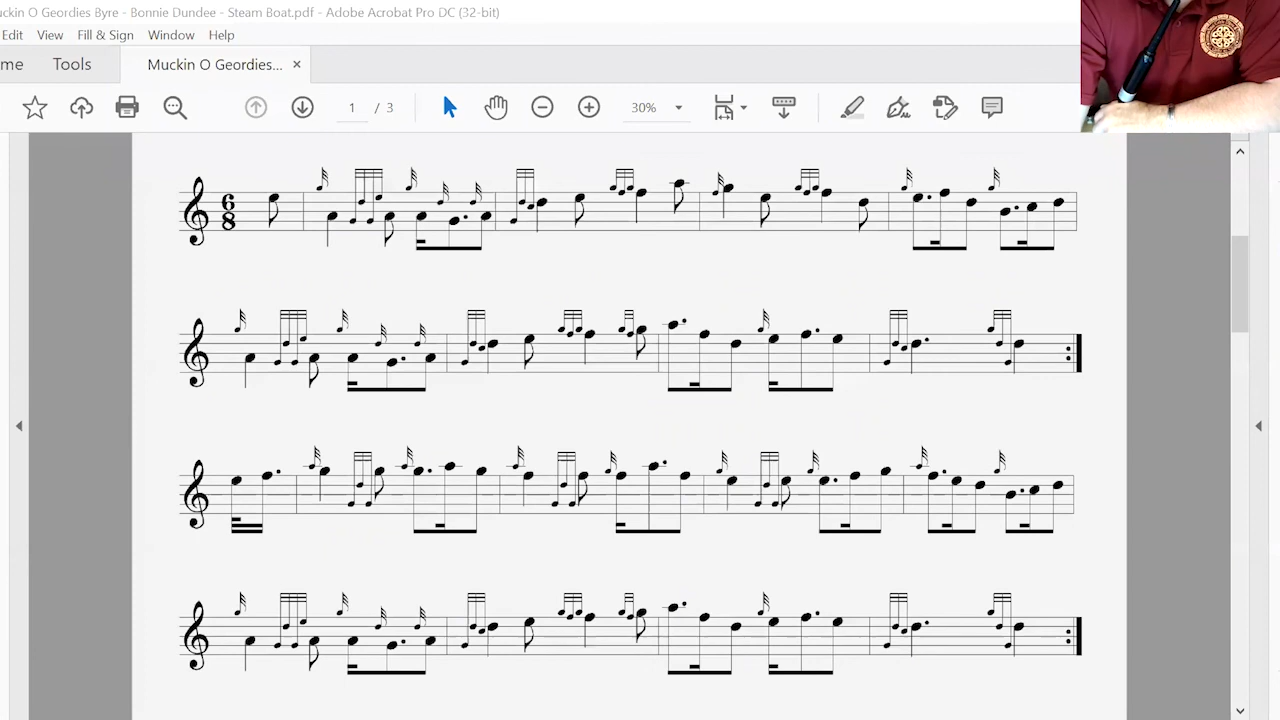 uckin O Geordies Byre - Bonnie Dundee - Steam Boat.pdf - Adobe Acrobat Pro DC (32-bit)
Edit View Fill & Sign Window Help
me Tools Muckin O Geordies... ×
1 / 3 30%
6
8